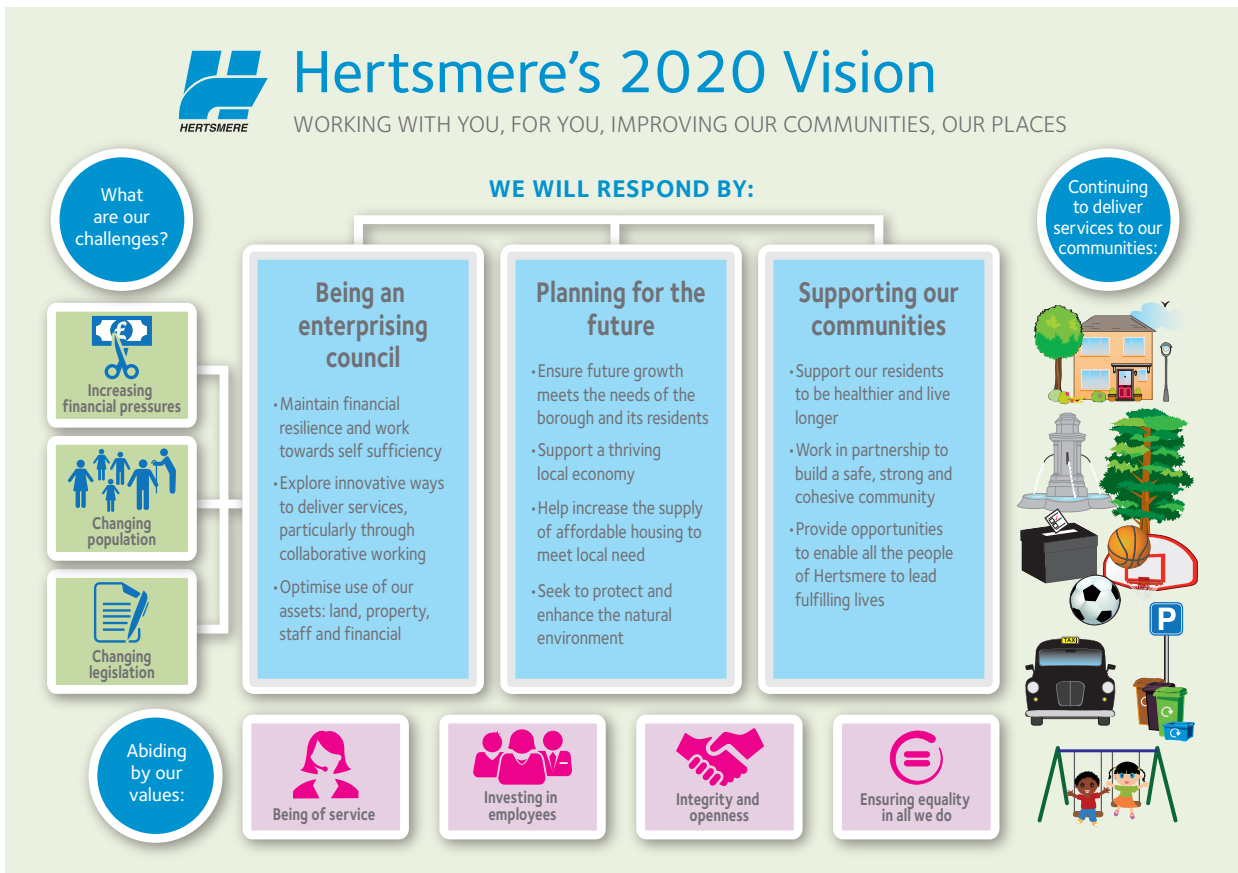 Hertsmere's 2020 Vision
HERTSMERE
WORKING WITH YOU, FOR YOU, IMPROVING OUR COMMUNITIES, OUR PLACES
What
are our
challenges?
Increasing
financial pressures
Changing
population
Changing
legislation
WE WILL RESPOND BY:
Being an
enterprising
council
•Maintain financial
resilience and work
towards self sufficiency
•Explore innovative ways
to deliver services,
particularly through
collaborative working
•Optimise use of our
assets: land, property,
staff and financial
Planning for the
future
•Ensure future growth
meets the needs of the
borough and its residents
•Support a thriving
local economy
•Help increase the supply
of affordable housing to
meet local need
•Seek to protect and
enhance the natural
environment
Supporting our
communities
•Support our residents
to be healthier and live
longer
•Work in partnership to
build a safe, strong and
cohesive community
•Provide opportunities
to enable all the people
of Hertsmere to lead
fulfilling lives
Continuing
to deliver
services to our
communities:
P
TAXI
Abiding
by our
values:
Being of service
Investing in
employees
Integrity and
openness
Ensuring equality
in all we do